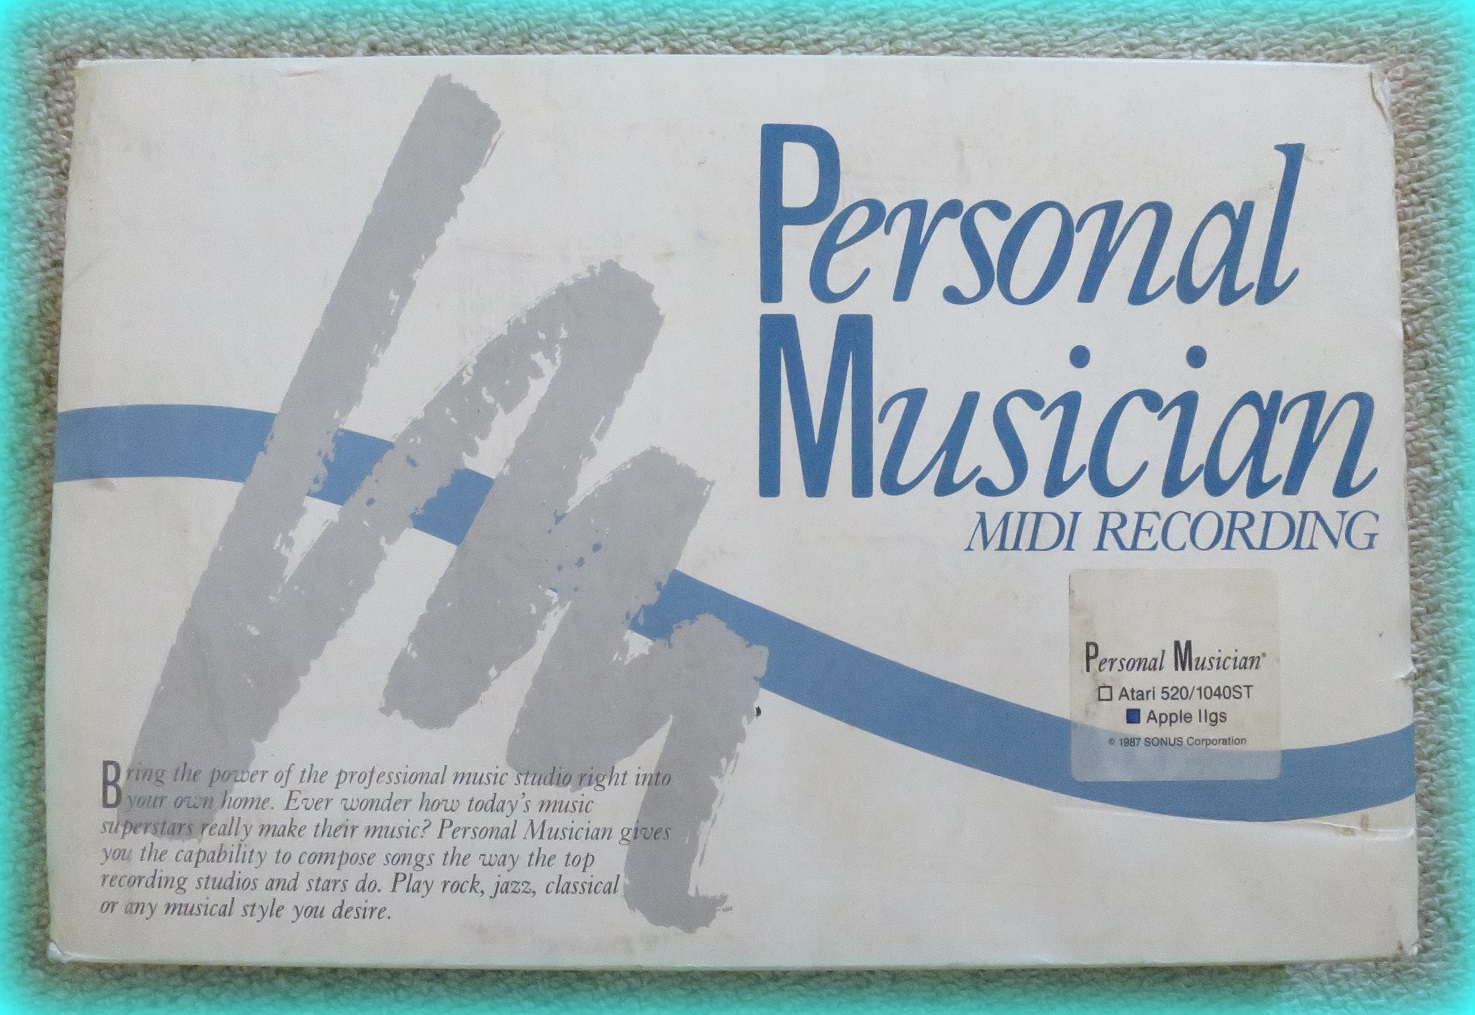 Personal
Musician
MIDI RECORDING
Personal Musician®
Atari 520/1040ST
Apple IIgs
© 1987 SONUS Corporation
Bring the power of the professional music studio right into
your own home. Ever wonder how today's music
superstars really make their music? Personal Musician gives
you the capability to compose songs the way the top
recording studios and stars do. Play rock, jazz, classical
or any musical style you desire.